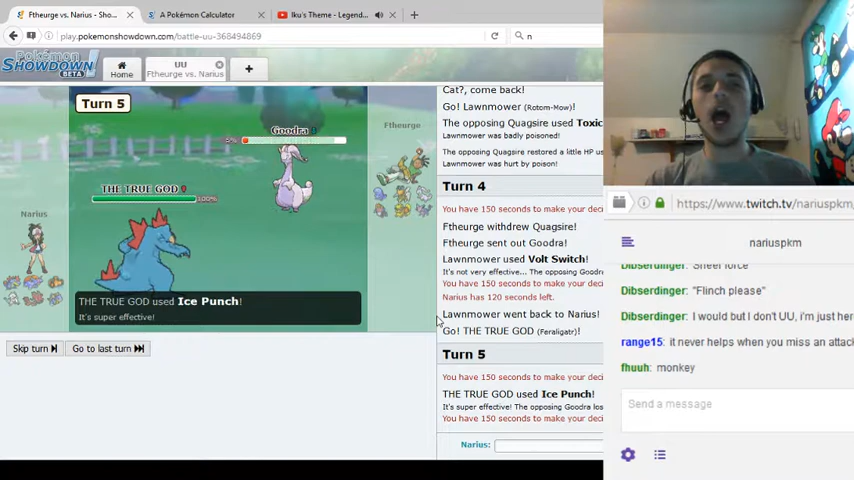 Ftheurge vs. Narius - Sho...
A Pokémon Calculator
Iku's Theme - Legend...
play.pokemonshowdown.com/battle-uu-368494869
n
POKÉMON
SHOWDOWN!
BETA
Home
UU
Ftheurge vs. Narius
Turn 5
Goodra
THE TRUE GOD
100%
Narius
Ftheurge
THE TRUE GOD used Ice Punch!
It's super effective!
Skip turn
Go to last turn
Cat?, come back!
Go! Lawnmower (Rotom-Mow)!
The opposing Quagsire used Toxic
Lawnmower was badly poisoned!
The opposing Quagsire restored a little HP u
Lawnmower was hurt by poison!
Turn 4
You have 150 seconds to make your deci
Ftheurge withdrew Quagsire!
Ftheurge sent out Goodra!
Lawnmower used Volt Switch!
It's not very effective... The opposing Goodra
You have 150 seconds to make your deci
Narius has 120 seconds left.
Lawnmower went back to Narius!
Go! THE TRUE GOD (Feraligatr)!
Turn 5
You have 150 seconds to make your deci
THE TRUE GOD used Ice Punch!
It's super effective! The opposing Goodra los
You have 150 seconds to make your deci
Narius:
https://www.twitch.tv/nariuspkm
nariuspkm
Dibserdinger: Sheer force
Dibserdinger: "Flinch please"
Dibserdinger: I would but I don't UU, i'm just here
range15: it never helps when you miss an attack
fhuuh: monkey
Send a message